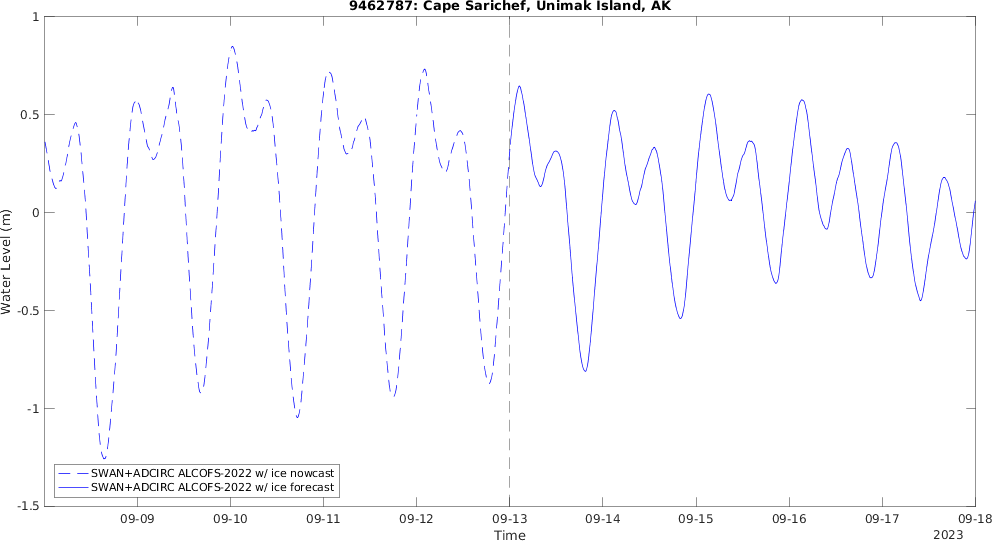 9462787: Cape Sarichef, Unimak Island, AK
1
0.5
0
-0.5
-1
-1.5
Water Level (m)
SWAN+ADCIRC ALCOFS-2022 w/ ice nowcast
SWAN+ADCIRC ALCOFS-2022 w/ ice forecast
09-09 09-10 09-11 09-12 09-13 09-14 09-15 09-16 09-17 09-18
Time
2023